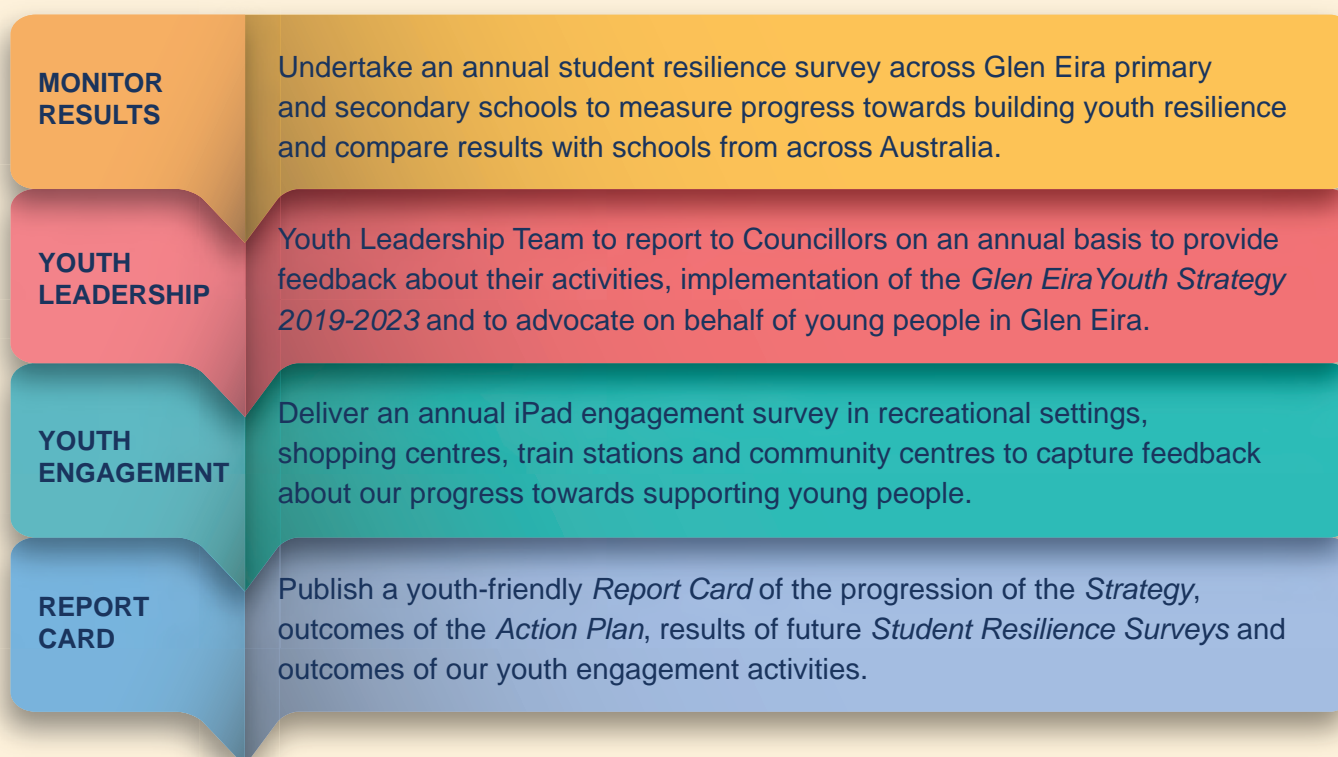 MONITOR
RESULTS
Undertake an annual student resilience survey across Glen Eira primary
and secondary schools to measure progress towards building youth resilience
and compare results with schools from across Australia.
YOUTH
LEADERSHIP
Youth Leadership Team to report to Councillors on an annual basis to provide
feedback about their activities, implementation of the Glen Eira Youth Strategy
2019-2023 and to advocate on behalf of young people in Glen Eira.
YOUTH
ENGAGEMENT
Deliver an annual iPad engagement survey in recreational settings,
shopping centres, train stations and community centres to capture feedback
about our progress towards supporting young people.
REPORT
CARD
Publish a youth-friendly Report Card of the progression of the Strategy,
outcomes of the Action Plan, results of future Student Resilience Surveys and
outcomes of our youth engagement activities.